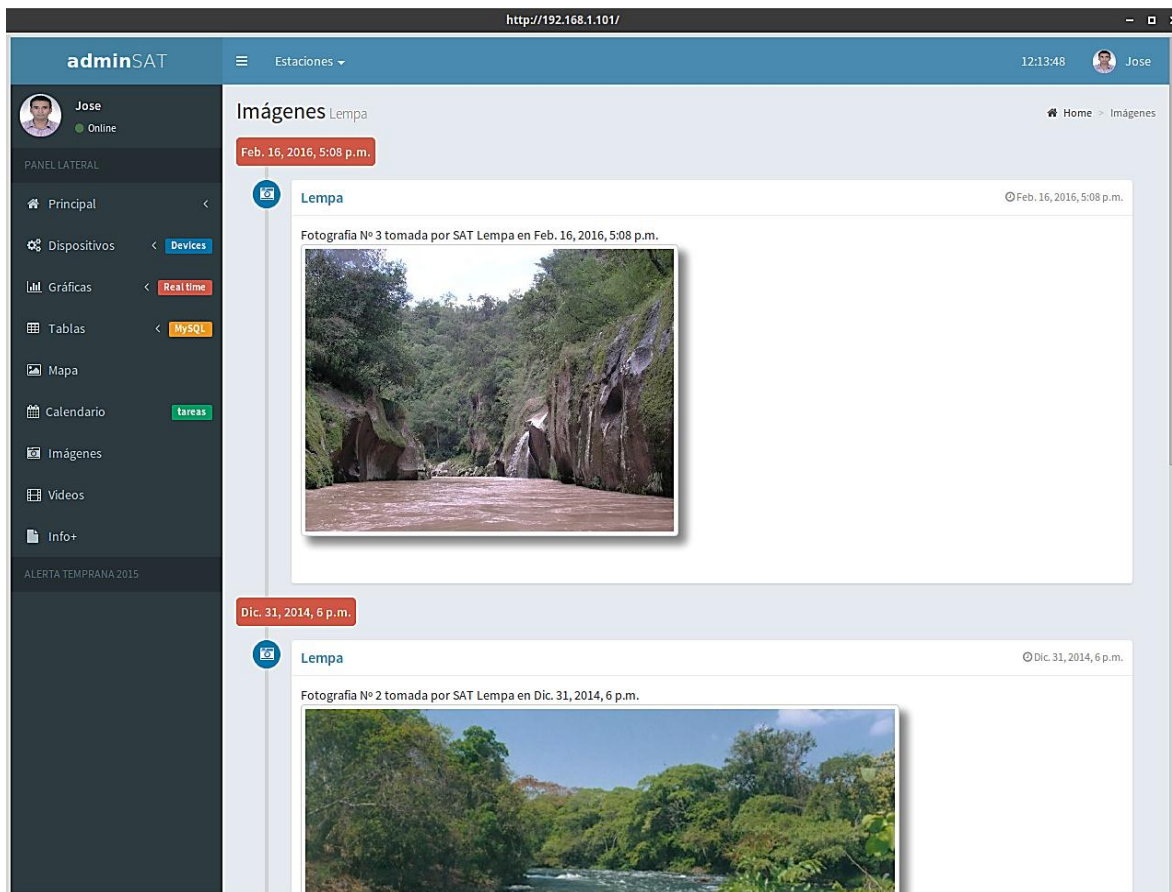 http://192.168.1.101/
adminSAT
Estaciones
12:13:48
Jose
Jose
Online
PANEL LATERAL
Principal
Dispositivos
Devices
Gráficas
Realtime
Tablas
MySQL
Mapa
Calendario
tareas
Imágenes
Videos
Info+
ALERTA TEMPRANA 2015
Imágenes Lempa
Home > Imágenes
Feb. 16, 2016, 5:08 p.m.
Lempa
Feb. 16, 2016, 5:08 p.m.
Fotografia Nº 3 tomada por SAT Lempa en Feb. 16, 2016, 5:08 p.m.
Dic. 31, 2014, 6 p.m.
Lempa
Dic. 31, 2014, 6 p.m.
Fotografia Nº 2 tomada por SAT Lempa en Dic. 31, 2014, 6 p.m.